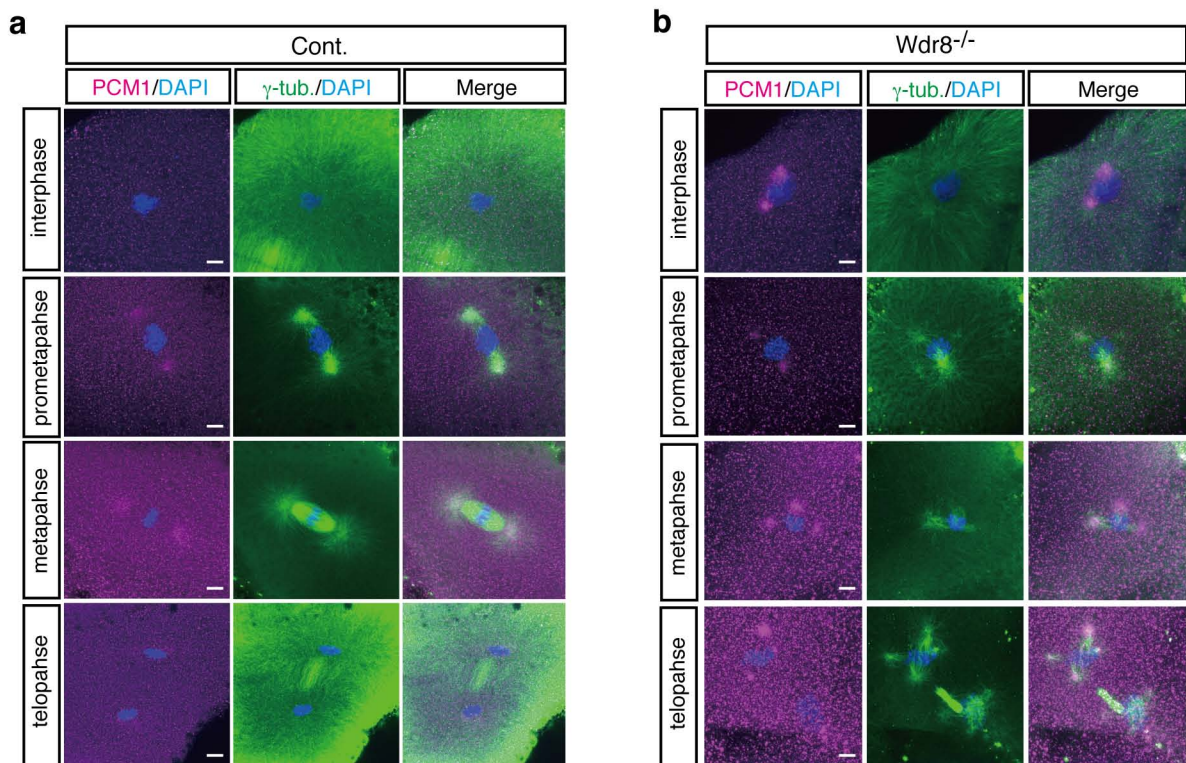 a
Cont.
PCM1/DAPI γ-tub./DAPI Merge
interphase
prometapahse
metapahse
telopahse
b
Wdr8-/-
PCM1/DAPI γ-tub./DAPI Merge
interphase
prometapahse
metapahse
telopahse